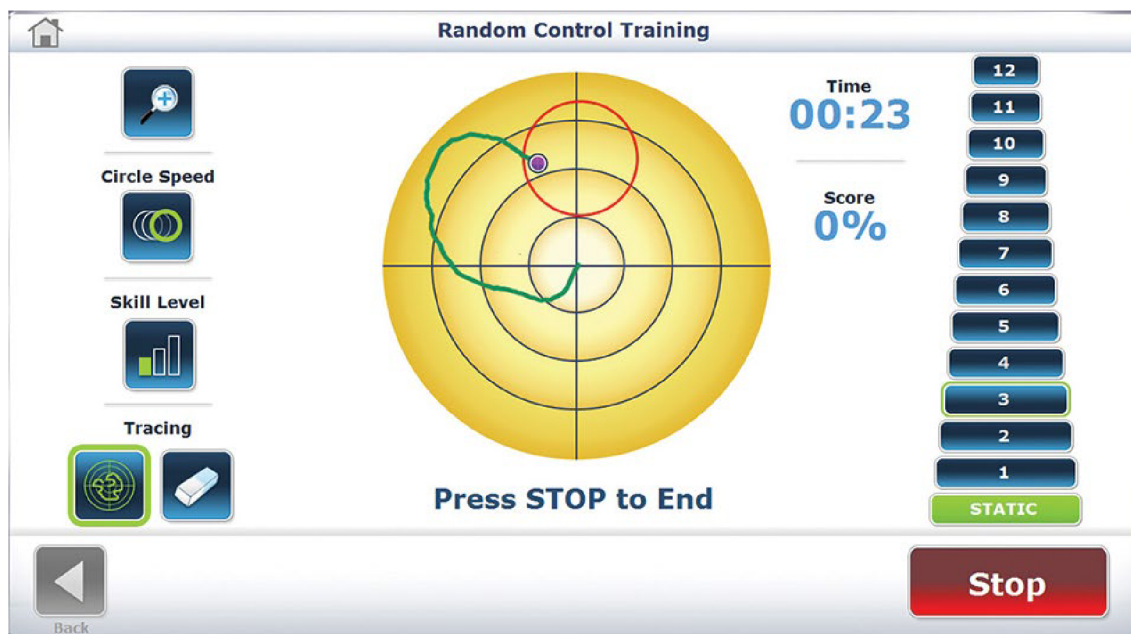 Random Control Training
Circle Speed
Skill Level
Tracing
Time
00:23
Score
0%
12
11
10
9
8
7
6
5
4
3
2
1
STATIC
Press STOP to End
Back
Stop